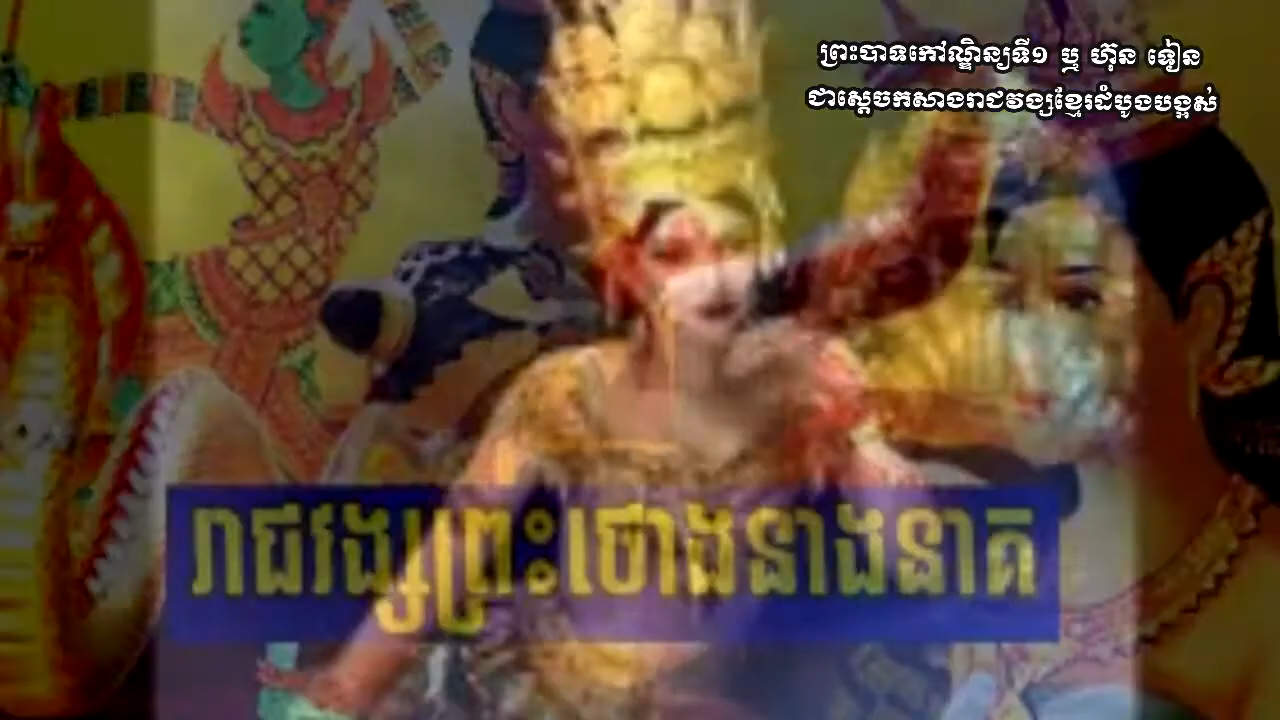 ព្រះបាទកៅណ្ឌិន្យទី១ ឬ ហ៊ុន ទៀន
ជាស្ដេចកសាងរាជវង្សខ្មែរដំបូងបង្អស់
រាជវង្សព្រះថោងនាងនាគ